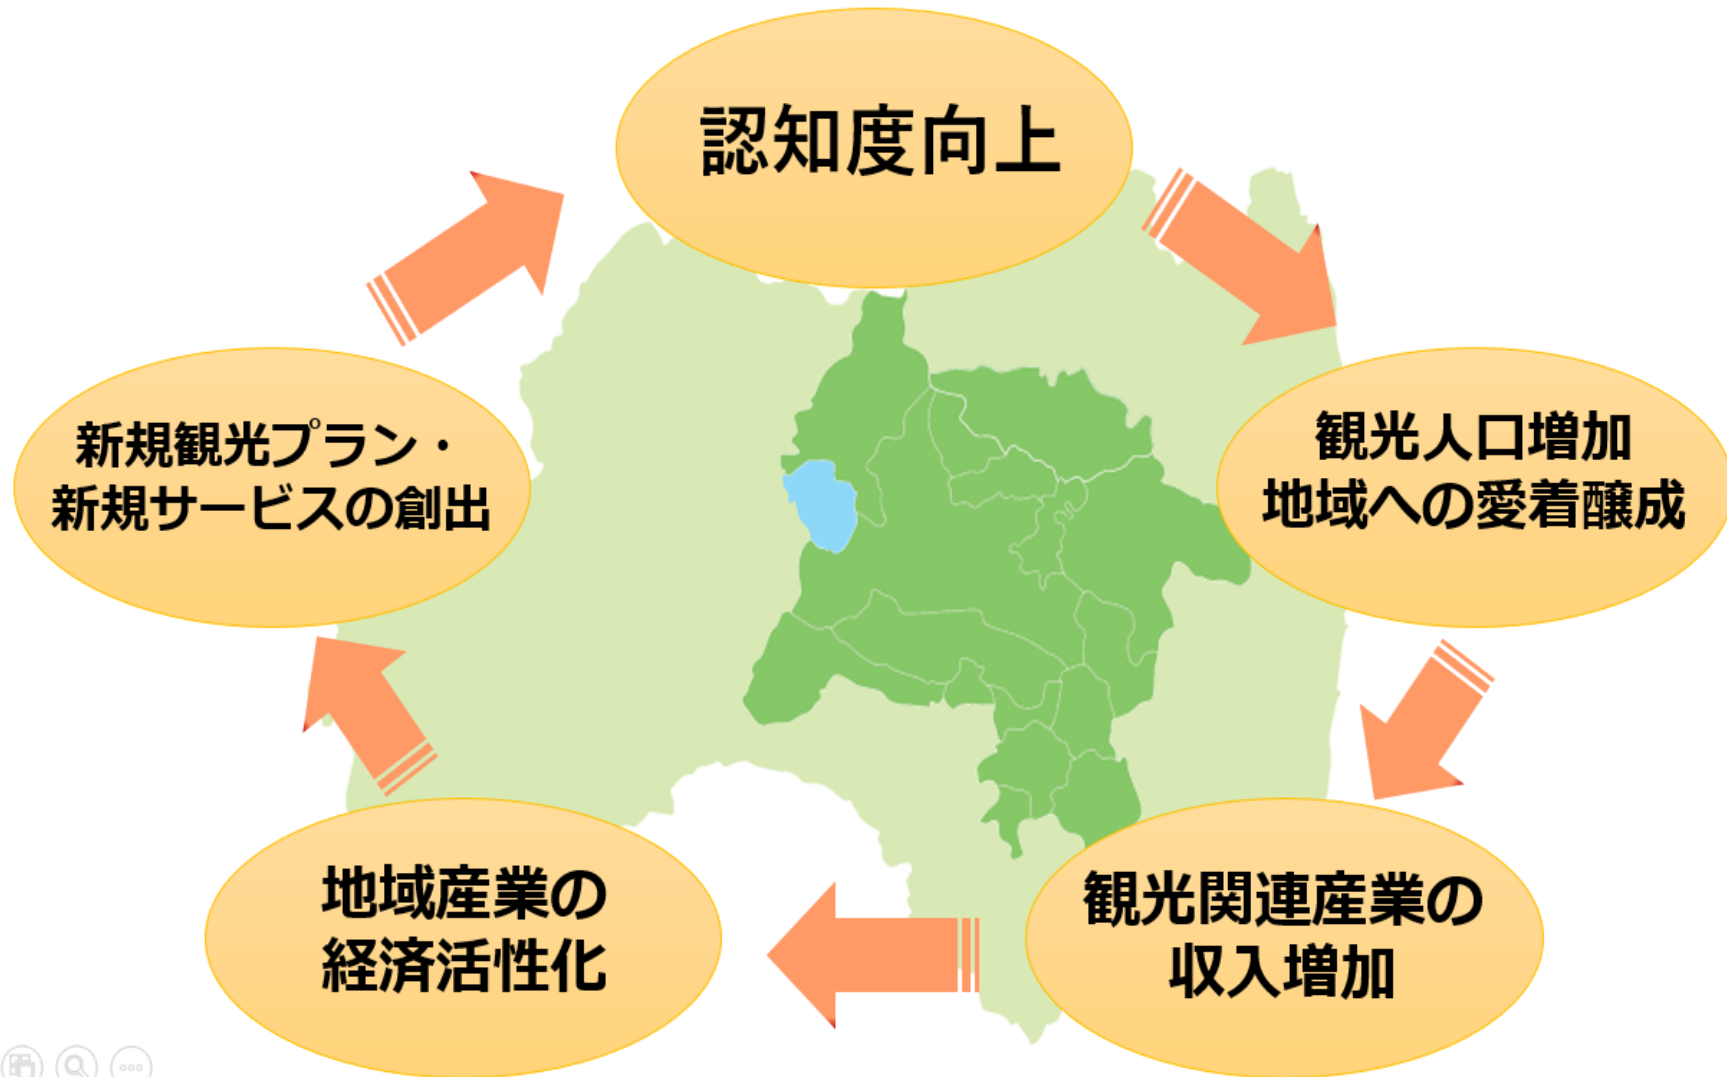 認知度向上
新規観光プラン・
新規サービスの創出
観光人口増加
地域への愛着醸成
地域産業の
経済活性化
観光関連産業の
収入増加